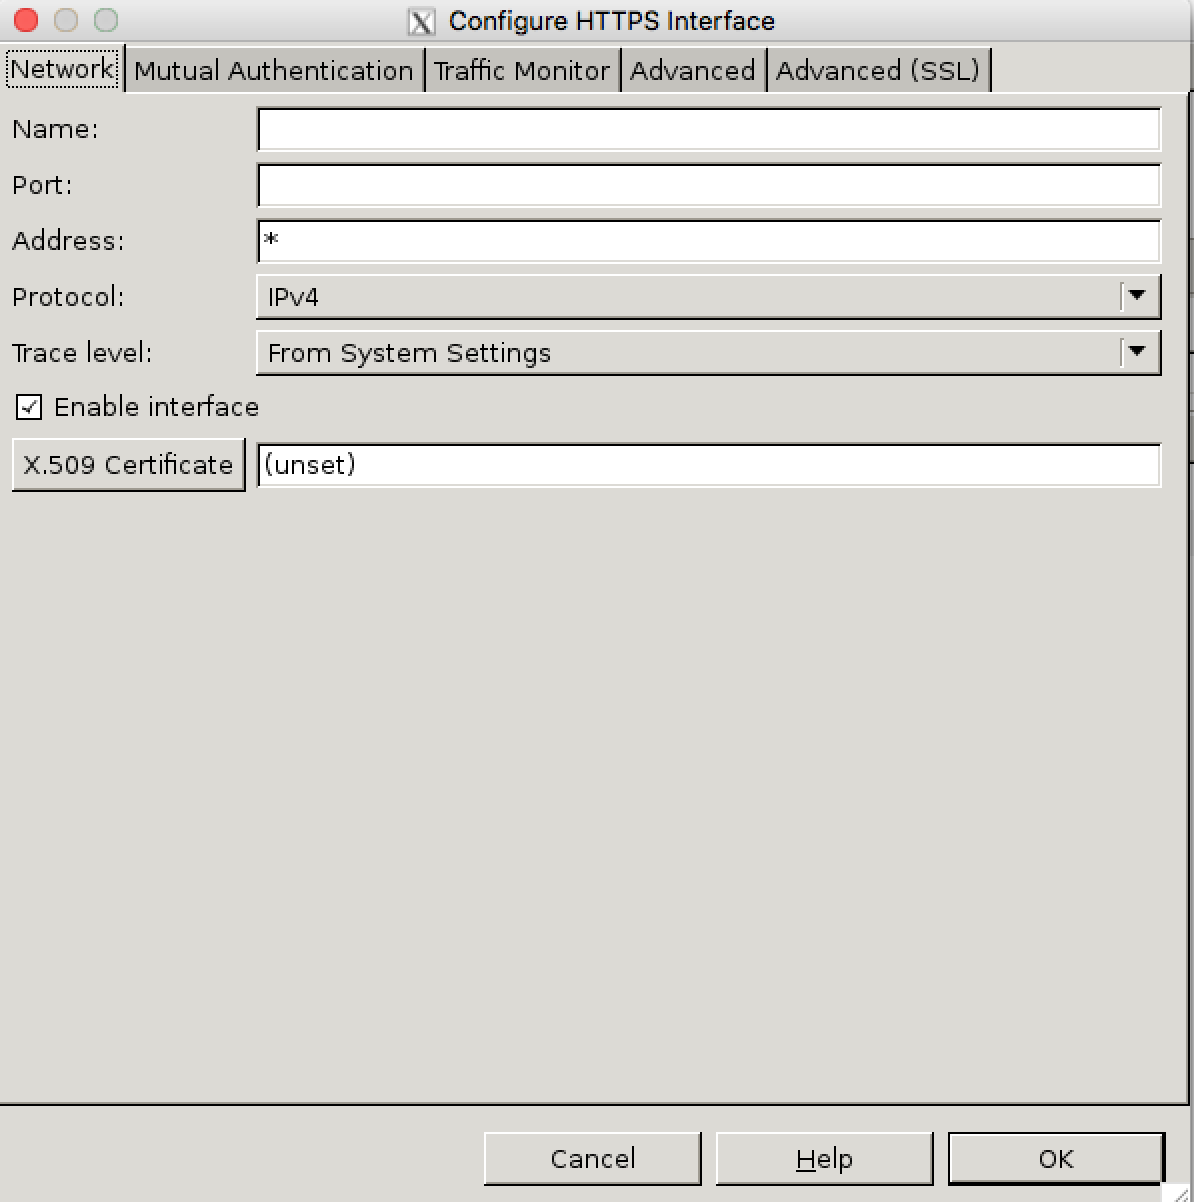 Configure HTTPS Interface
Network Mutual Authentication Traffic Monitor Advanced Advanced (SSL)
Name:
Port:
Address: *
Protocol: IPv4
Trace level: From System Settings
Enable interface
X.509 Certificate (unset)
Cancel Help OK